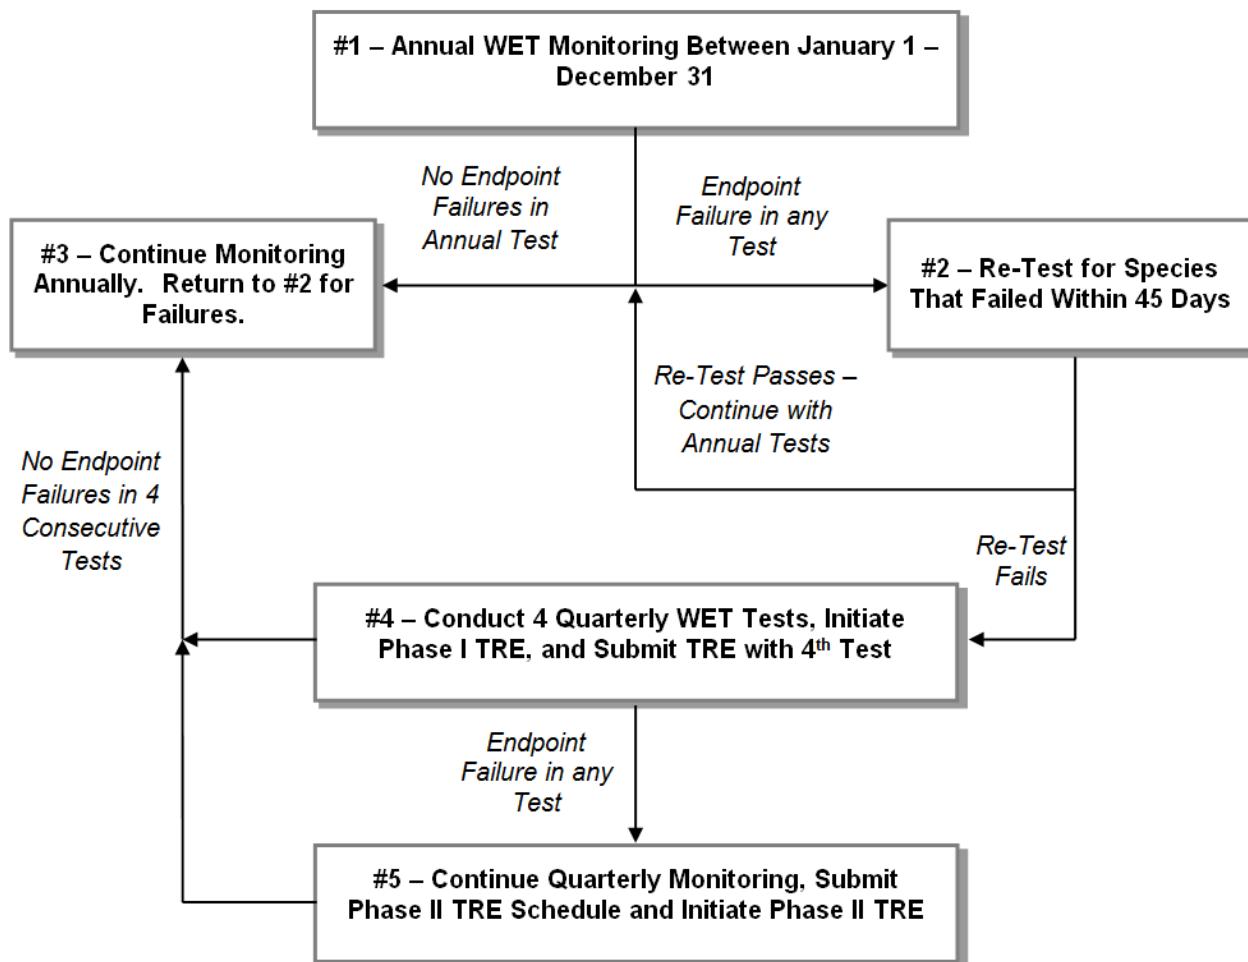 #1 – Annual WET Monitoring Between January 1 –
December 31
No Endpoint
Failures in
Annual Test
Endpoint
Failure in any
Test
#3 – Continue Monitoring
Annually.  Return to #2 for
Failures.
#2 – Re-Test for Species
That Failed Within 45 Days
Re-Test Passes –
Continue with
Annual Tests
No Endpoint
Failures in 4
Consecutive
Tests
Re-Test
Fails
#4 – Conduct 4 Quarterly WET Tests, Initiate
Phase I TRE, and Submit TRE with 4th Test
Endpoint
Failure in any
Test
#5 – Continue Quarterly Monitoring, Submit
Phase II TRE Schedule and Initiate Phase II TRE